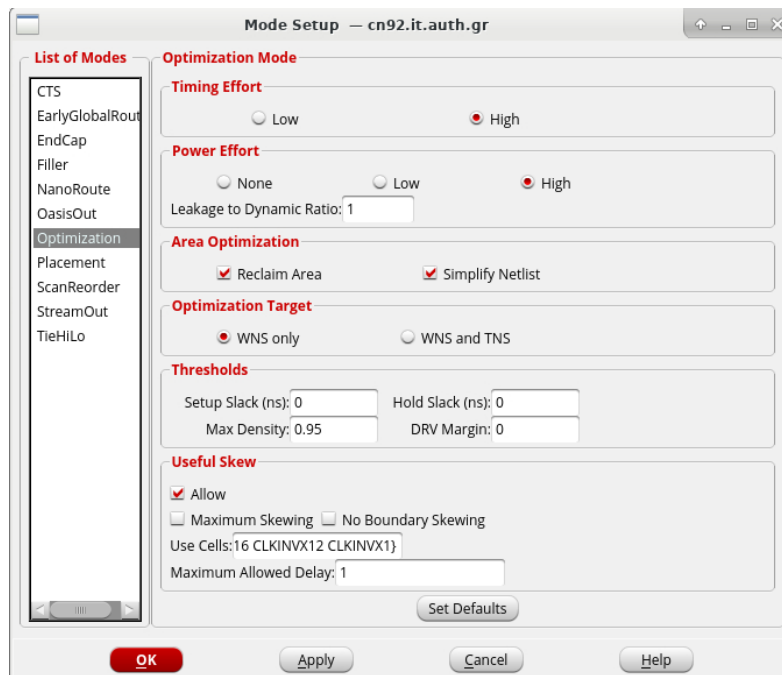 Mode Setup — cn92.it.auth.gr
List of Modes
CTS
EarlyGlobalRout
EndCap
Filler
NanoRoute
OasisOut
Optimization
Placement
ScanReorder
StreamOut
TieHiLo
Optimization Mode
Timing Effort
Low High
Power Effort
None Low High
Leakage to Dynamic Ratio: 1
Area Optimization
Reclaim Area Simplify Netlist
Optimization Target
WNS only WNS and TNS
Thresholds
Setup Slack (ns): 0 Hold Slack (ns): 0
Max Density: 0.95 DRV Margin: 0
Useful Skew
Allow
Maximum Skewing No Boundary Skewing
Use Cells: 16 CLKINVX12 CLKINVX1}
Maximum Allowed Delay: 1
Set Defaults
OK Apply Cancel Help